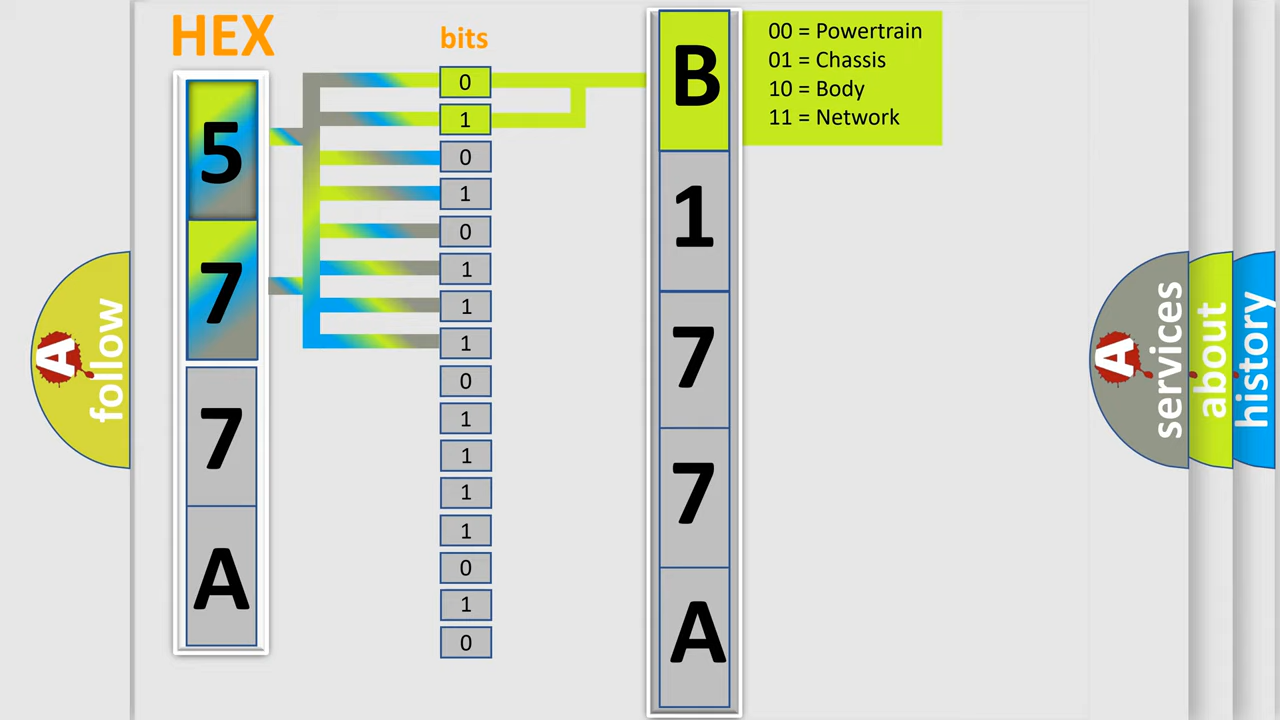 HEX
bits
5
7
7
A
0
1
0
1
0
1
1
1
0
1
1
1
1
0
1
0
B
1
7
7
A
00 = Powertrain
01 = Chassis
10 = Body
11 = Network
A follow
A services
about
history